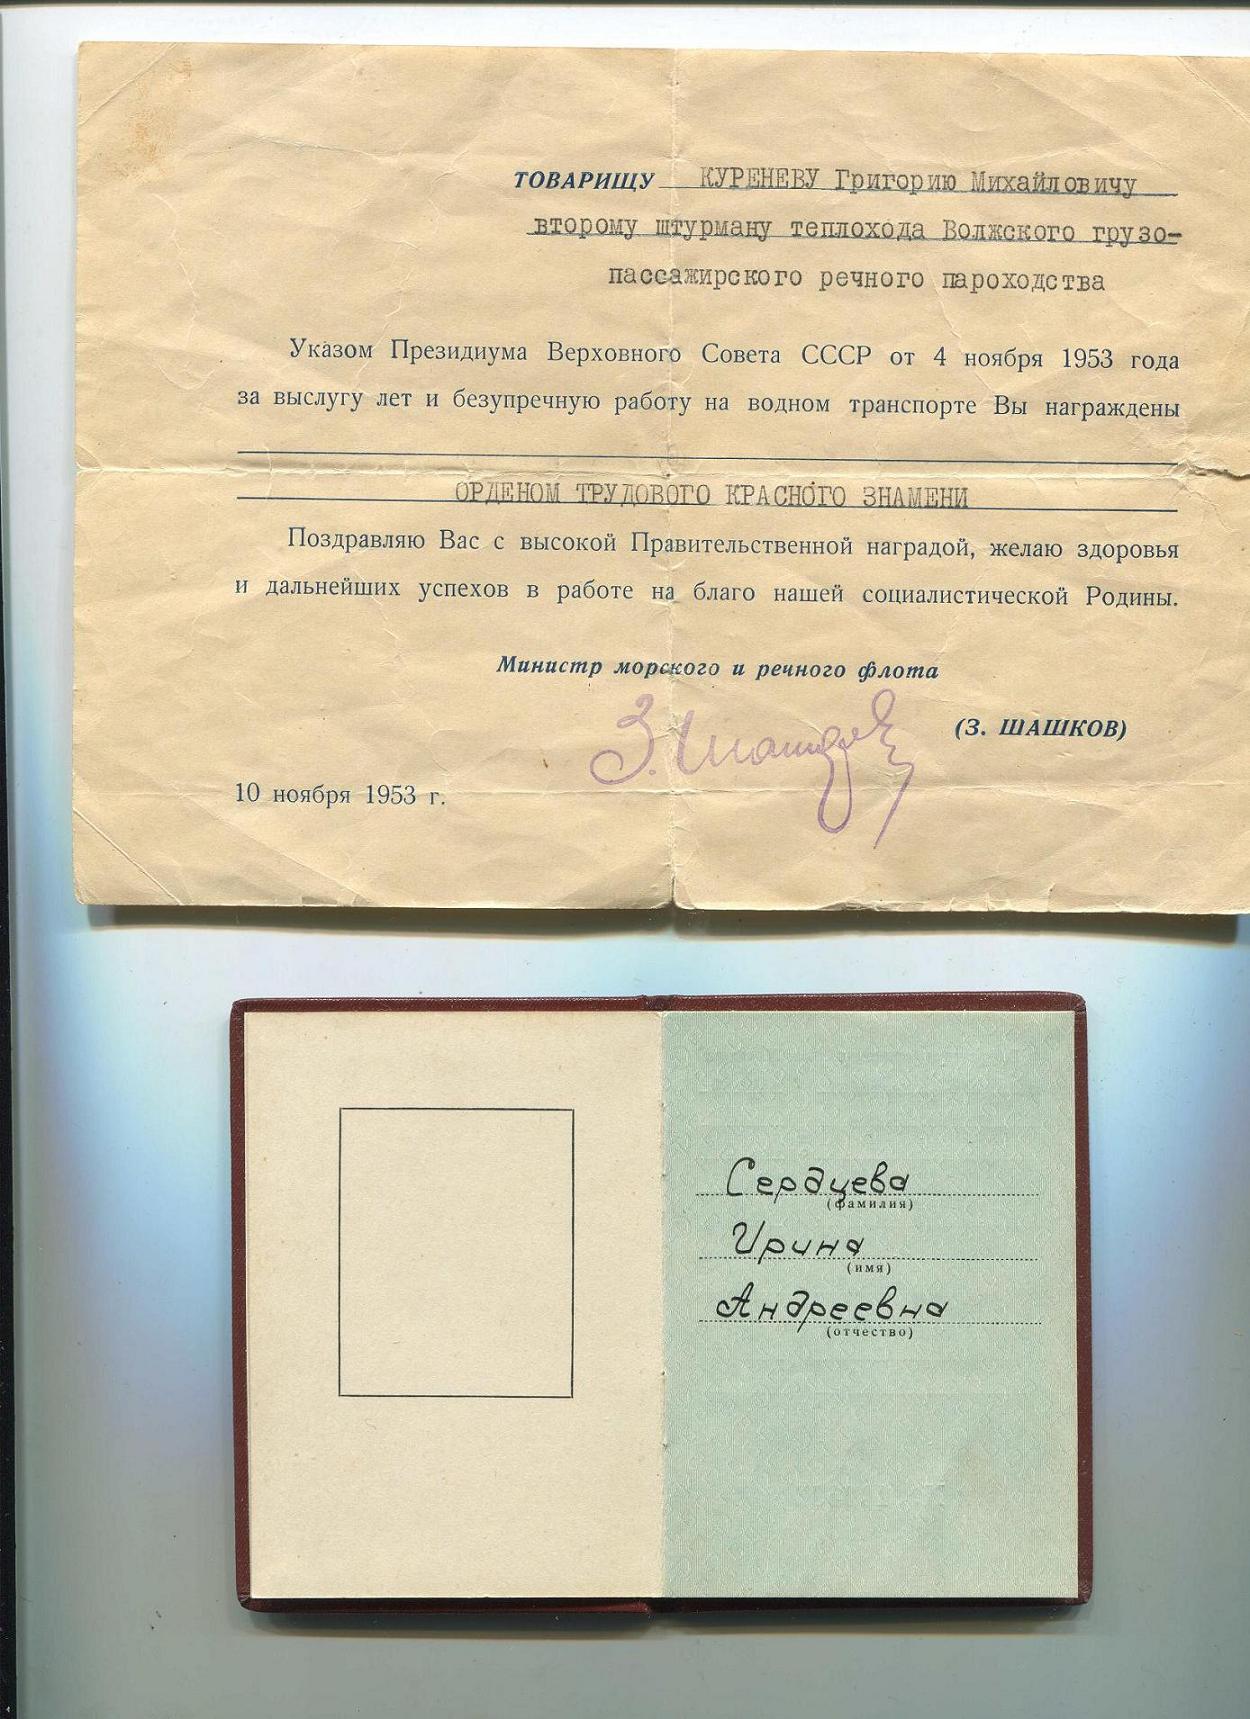 ТОВАРИЩУ КУРЕНЕВУ Григорию Михайловичу
второму штурману теплохода Волжского грузо-
пассажирского речного пароходства
Указом Президиума Верховного Совета СССР от 4 ноября 1953 года
за выслугу лет и безупречную работу на водном транспорте Вы награждены
ОРДЕНОМ ТРУДОВОГО КРАСНОГО ЗНАМЕНИ
Поздравляю Вас с высокой Правительственной наградой, желаю здоровья
и дальнейших успехов в работе на благо нашей социалистической Родины.
Министр морского и речного флота
З. Шашков
(З. ШАШКОВ)
10 ноября 1953 г.
Сердцева
(фамилия)
Ирина
(имя)
Андреевна
(отчество)